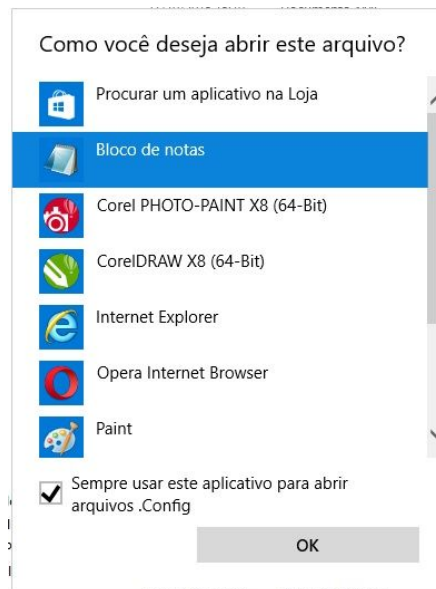 Como você deseja abrir este arquivo?
Procurar um aplicativo na Loja
Bloco de notas
Corel PHOTO-PAINT X8 (64-Bit)
CorelDRAW X8 (64-Bit)
Internet Explorer
Opera Internet Browser
Paint
Sempre usar este aplicativo para abrir
arquivos .Config
OK